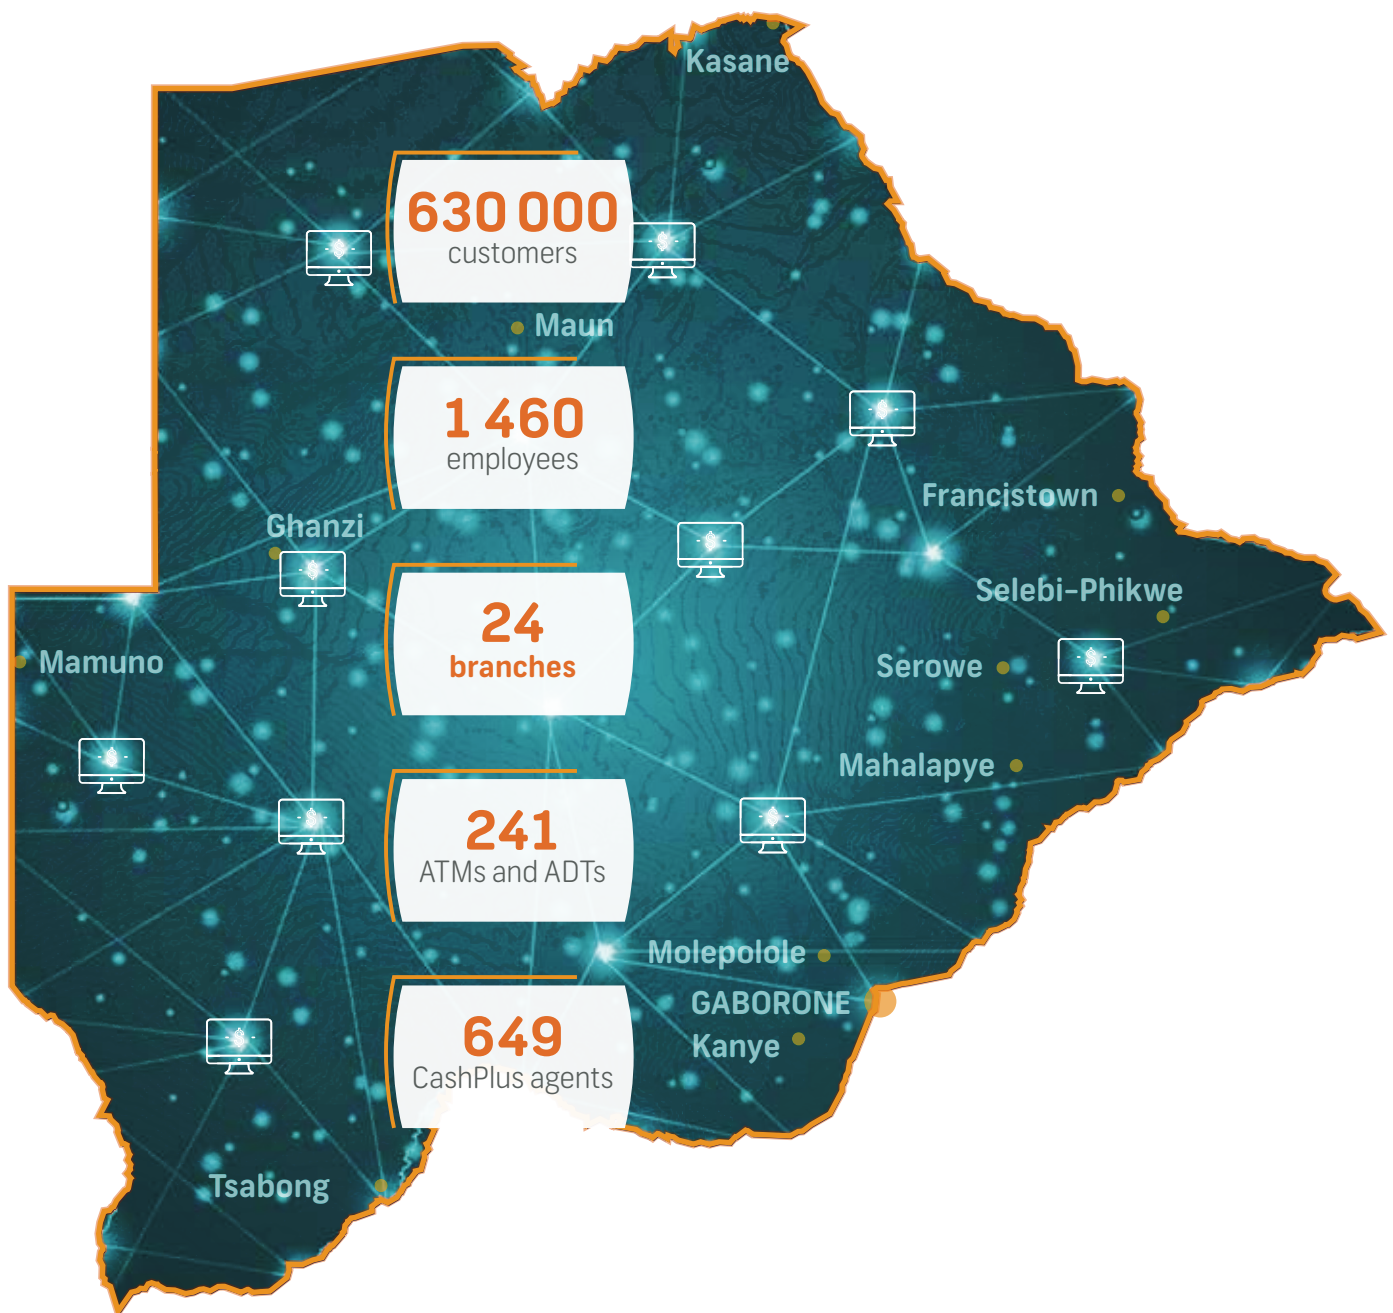 Kasane
630 000
customers
Maun
1 460
employees
Francistown
Ghanzi
Selebi-Phikwe
24
branches
Mamuno
Serowe
Mahalapye
241
ATMs and ADTs
Molepolole
GABORONE
Kanye
649
CashPlus agents
Tsabong